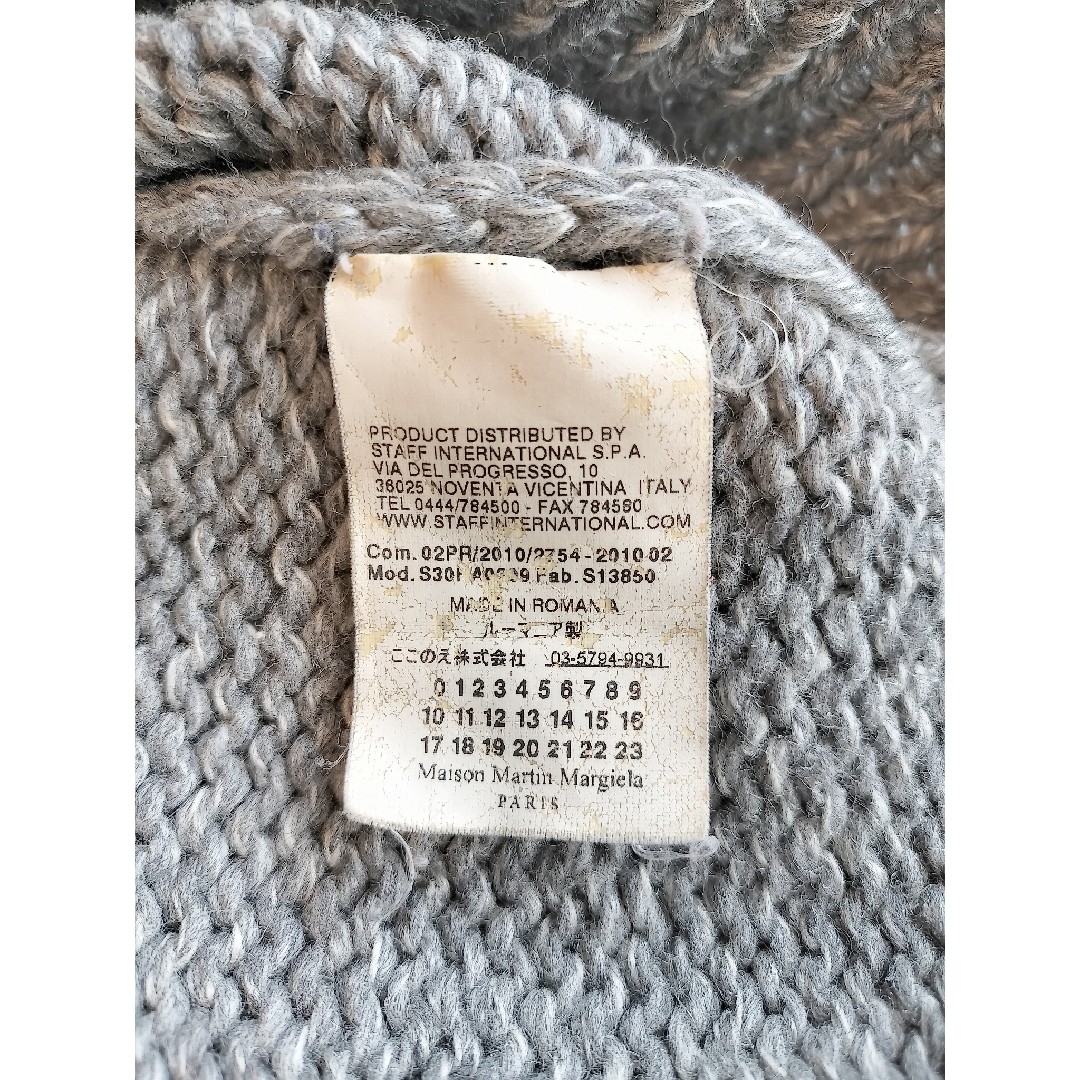 PRODUCT DISTRIBUTED BY
STAFF INTERNATIONAL S.P.A.
VIA DEL PROGRESSO, 10
36025 NOVENTA VICENTINA ITALY
TEL 0444/784500 - FAX 784560
WWW.STAFFINTERNATIONAL.COM
Com. 02PR/2010/2754-2010 02
Mod. Fab. S13850
MADE IN ROMANIA
ルーマニア製
ここのえ株式会社 03-5794-9931
0 1 2 3 4 5 6 7 8 9
10 11 12 13 14 15 16
17 18 19 20 21 22 23
Maison Martin Margiela
PARIS